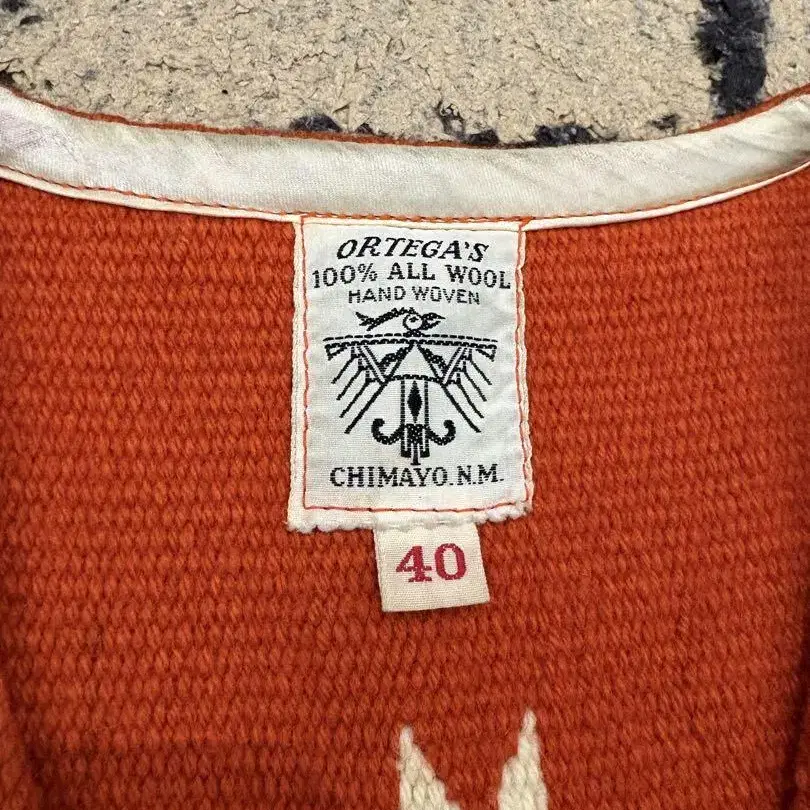 ORTEGA'S
100% ALL WOOL
HAND WOVEN
CHIMAYO. N.M.
40